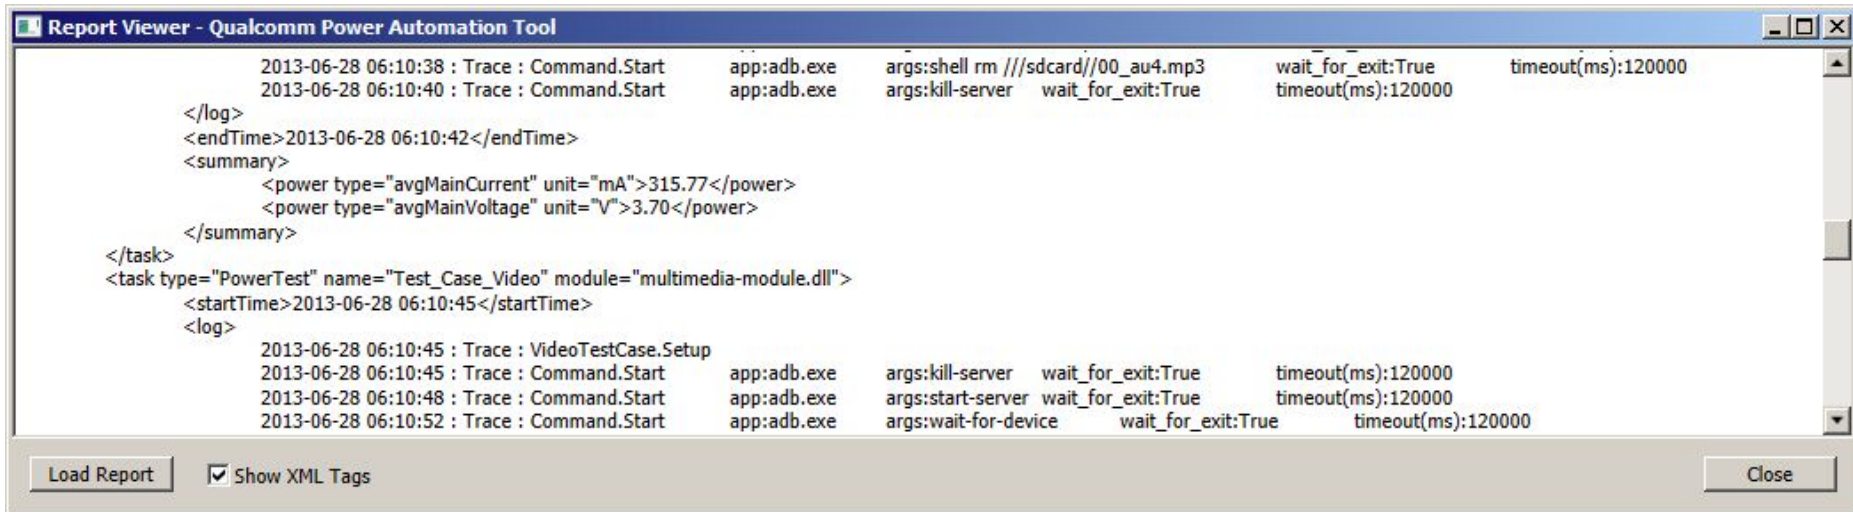 Report Viewer - Qualcomm Power Automation Tool
2013-06-28 06:10:38 : Trace : Command.Start app:adb.exe args:shell rm ///sdcard//00_au4.mp3 wait_for_exit:True timeout(ms):120000
2013-06-28 06:10:40 : Trace : Command.Start app:adb.exe args:kill-server wait_for_exit:True timeout(ms):120000
</log>
<endTime>2013-06-28 06:10:42</endTime>
<summary>
<power type="avgMainCurrent" unit="mA">315.77</power>
<power type="avgMainVoltage" unit="V">3.70</power>
</summary>
</task>
<task type="PowerTest" name="Test_Case_Video" module="multimedia-module.dll">
<startTime>2013-06-28 06:10:45</startTime>
<log>
2013-06-28 06:10:45 : Trace : VideoTestCase.Setup
2013-06-28 06:10:45 : Trace : Command.Start app:adb.exe args:kill-server wait_for_exit:True timeout(ms):120000
2013-06-28 06:10:48 : Trace : Command.Start app:adb.exe args:start-server wait_for_exit:True timeout(ms):120000
2013-06-28 06:10:52 : Trace : Command.Start app:adb.exe args:wait-for-device wait_for_exit:True timeout(ms):120000
Load Report Show XML Tags Close